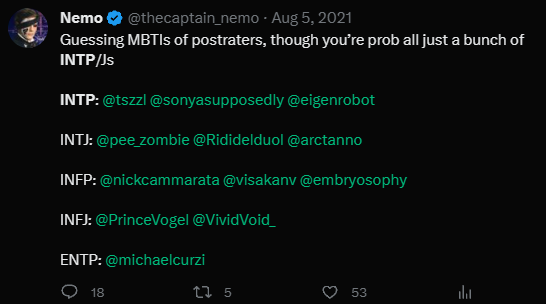 Nemo @thecaptain_nemo · Aug 5, 2021
Guessing MBTIs of postraters, though you're prob all just a bunch of
INTP/Js
INTP: @tszzl @sonyasupposedly @eigenrobot
INTJ: @pee_zombie @Rididelduol @arctanno
INFP: @nickcammarata @visakanv @embryosophy
INFJ: @PrinceVogel @VividVoid_
ENTP: @michaelcurzi
18 5 53